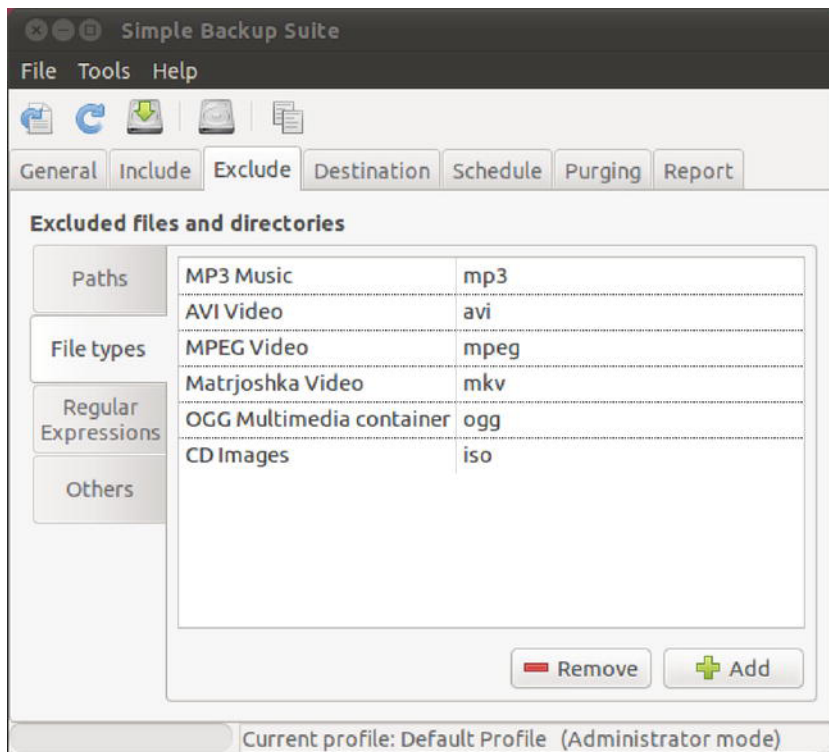 Simple Backup Suite
File Tools Help
General Include Exclude Destination Schedule Purging Report
Excluded files and directories
Paths
File types
Regular
Expressions
Others
MP3 Music mp3
AVI Video avi
MPEG Video mpeg
Matrjoshka Video mkv
OGG Multimedia container ogg
CD Images iso
Remove Add
Current profile: Default Profile (Administrator mode)